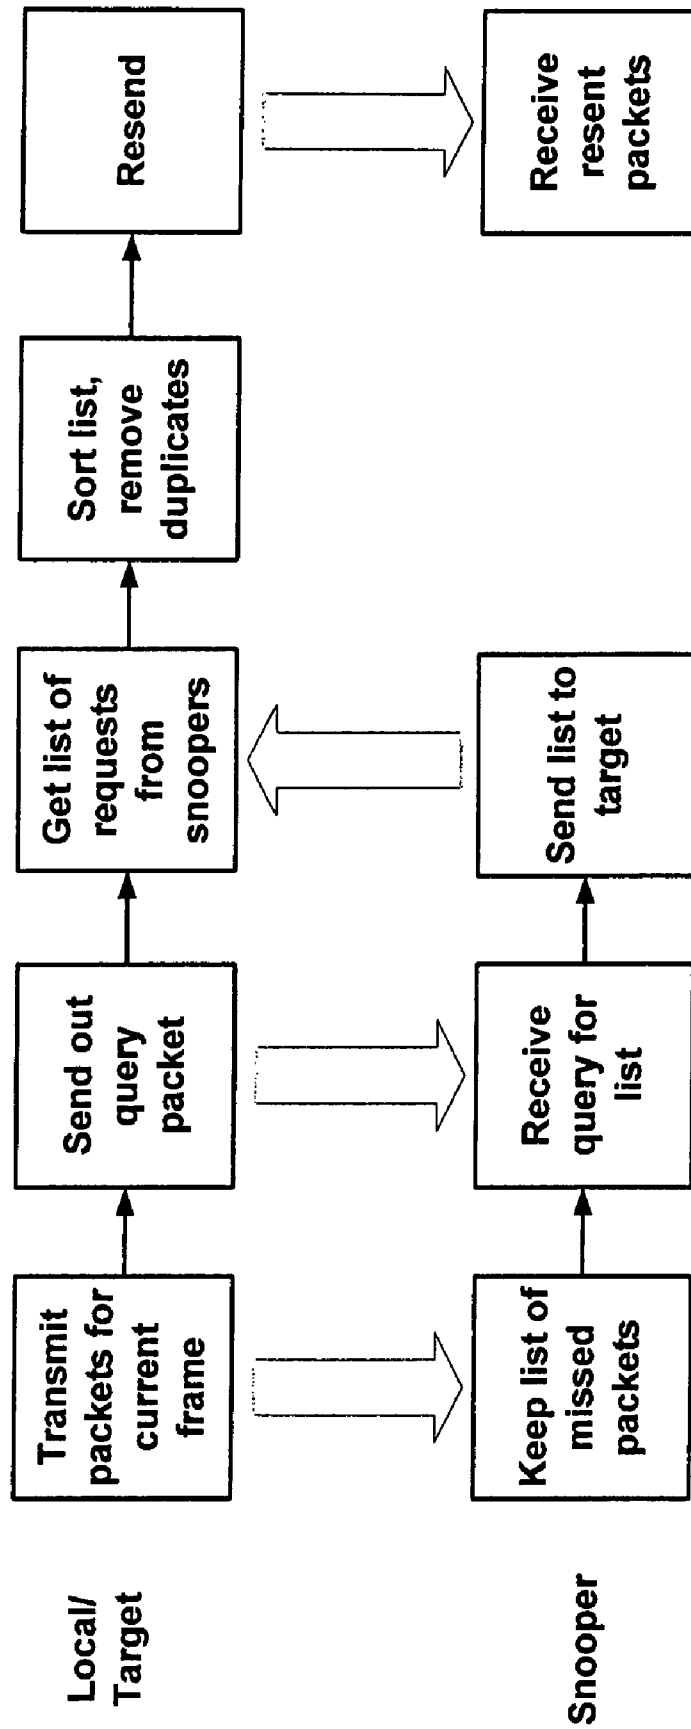 Local/
Target
Transmit
packets for
current
frame
Send out
query
packet
Get list of
requests
from
snoopers
Sort list,
remove
duplicates
Resend
Snooper
Keep list of
missed
packets
Receive
query for
list
Send list to
target
Receive
resent
packets